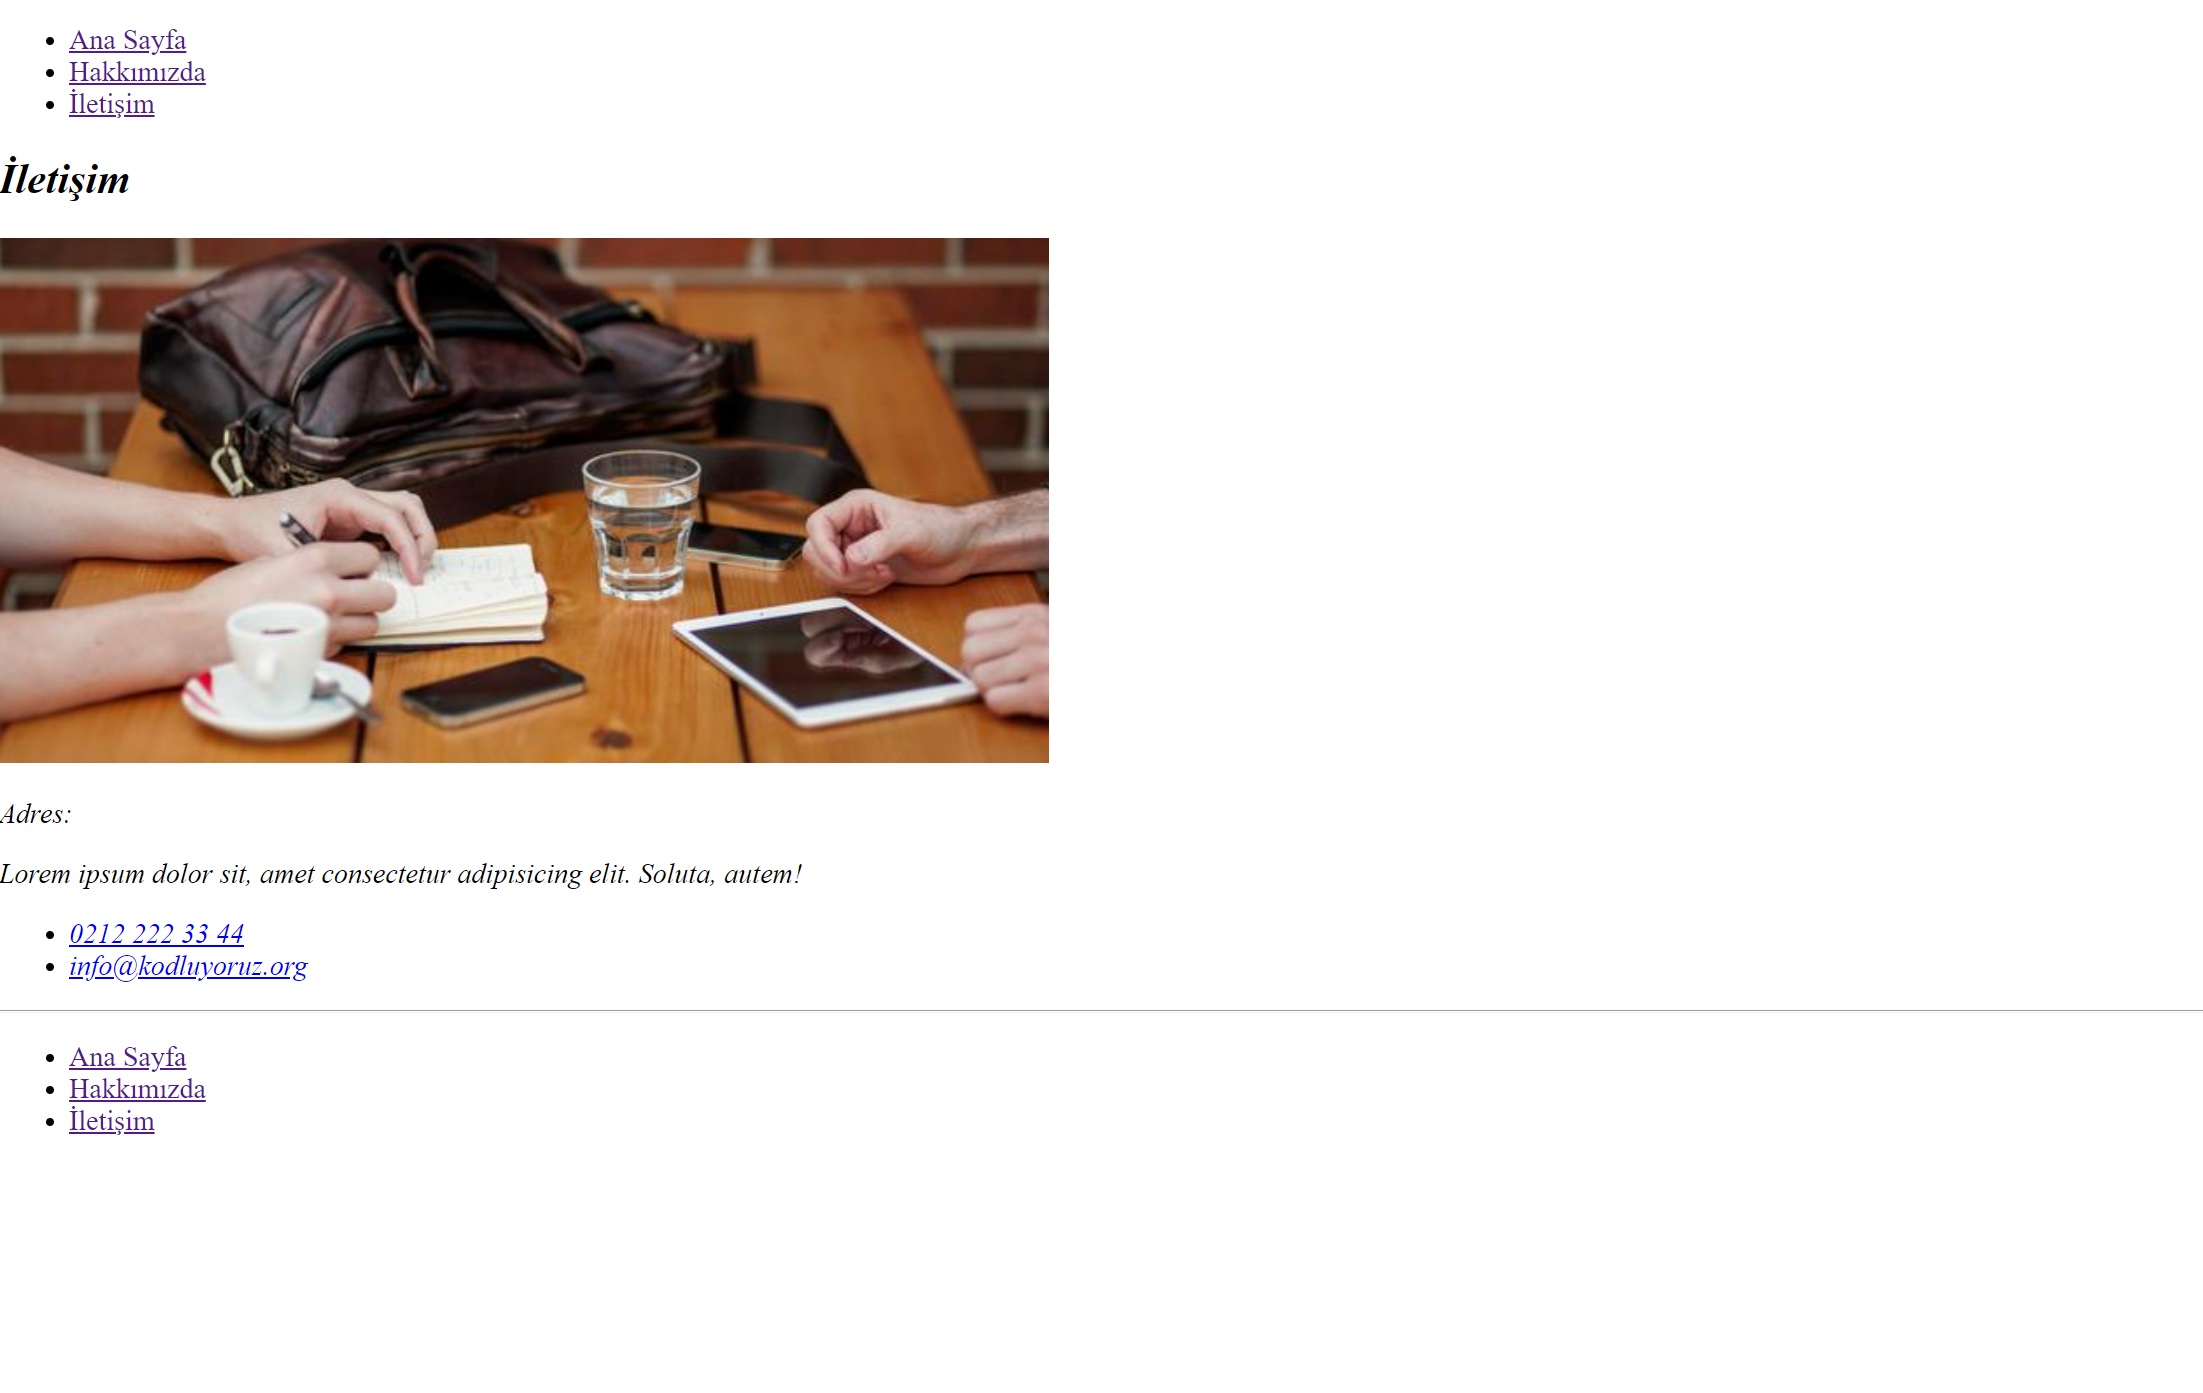 Ana Sayfa
Hakkımızda
İletişim
İletişim
Adres:
Lorem ipsum dolor sit, amet consectetur adipisicing elit. Soluta, autem!
0212 222 33 44
info@kodluyoruz.org
Ana Sayfa
Hakkımızda
İletişim